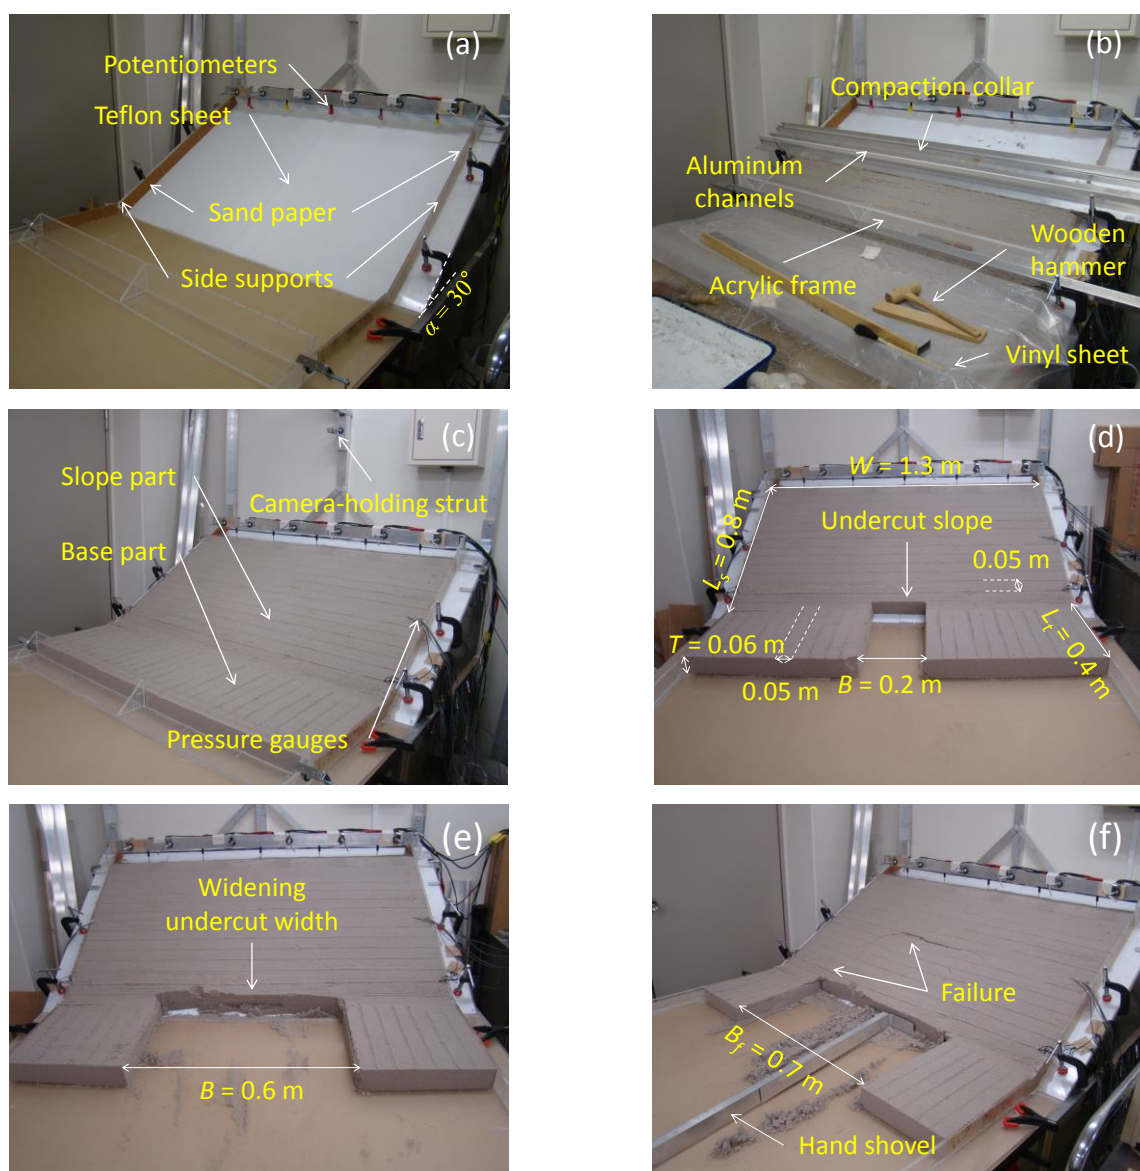 (a)
Potentiometers
Teflon sheet
Sand paper
Side supports
α = 30°
(b)
Compaction collar
Aluminum
channels
Wooden
hammer
Acrylic frame
Vinyl sheet
(c)
Slope part
Camera-holding strut
Base part
Pressure gauges
(d)
W = 1.3 m
Undercut slope
Ls = 0.8 m
0.05 m
T = 0.06 m
Lt = 0.4 m
0.05 m
B = 0.2 m
(e)
Widening
undercut width
B = 0.6 m
(f)
Failure
Bf = 0.7 m
Hand shovel